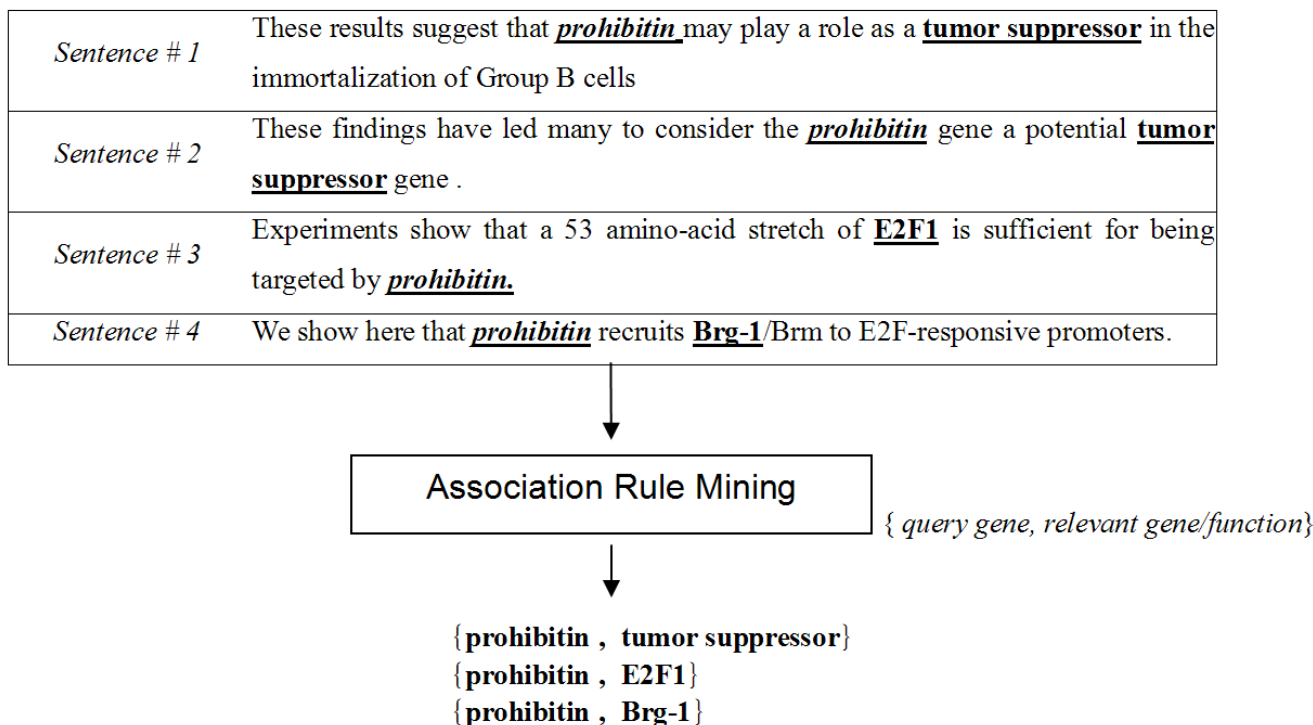 Sentence # 1
These results suggest that prohibitin may play a role as a tumor suppressor in the
immortalization of Group B cells
Sentence # 2
These findings have led many to consider the prohibitin gene a potential tumor
suppressor gene .
Sentence # 3
Experiments show that a 53 amino-acid stretch of E2F1 is sufficient for being
targeted by prohibitin.
Sentence # 4
We show here that prohibitin recruits Brg-1/Brm to E2F-responsive promoters.
Association Rule Mining
{ query gene, relevant gene/function}
{prohibitin , tumor suppressor}
{prohibitin , E2F1}
{prohibitin , Brg-1}